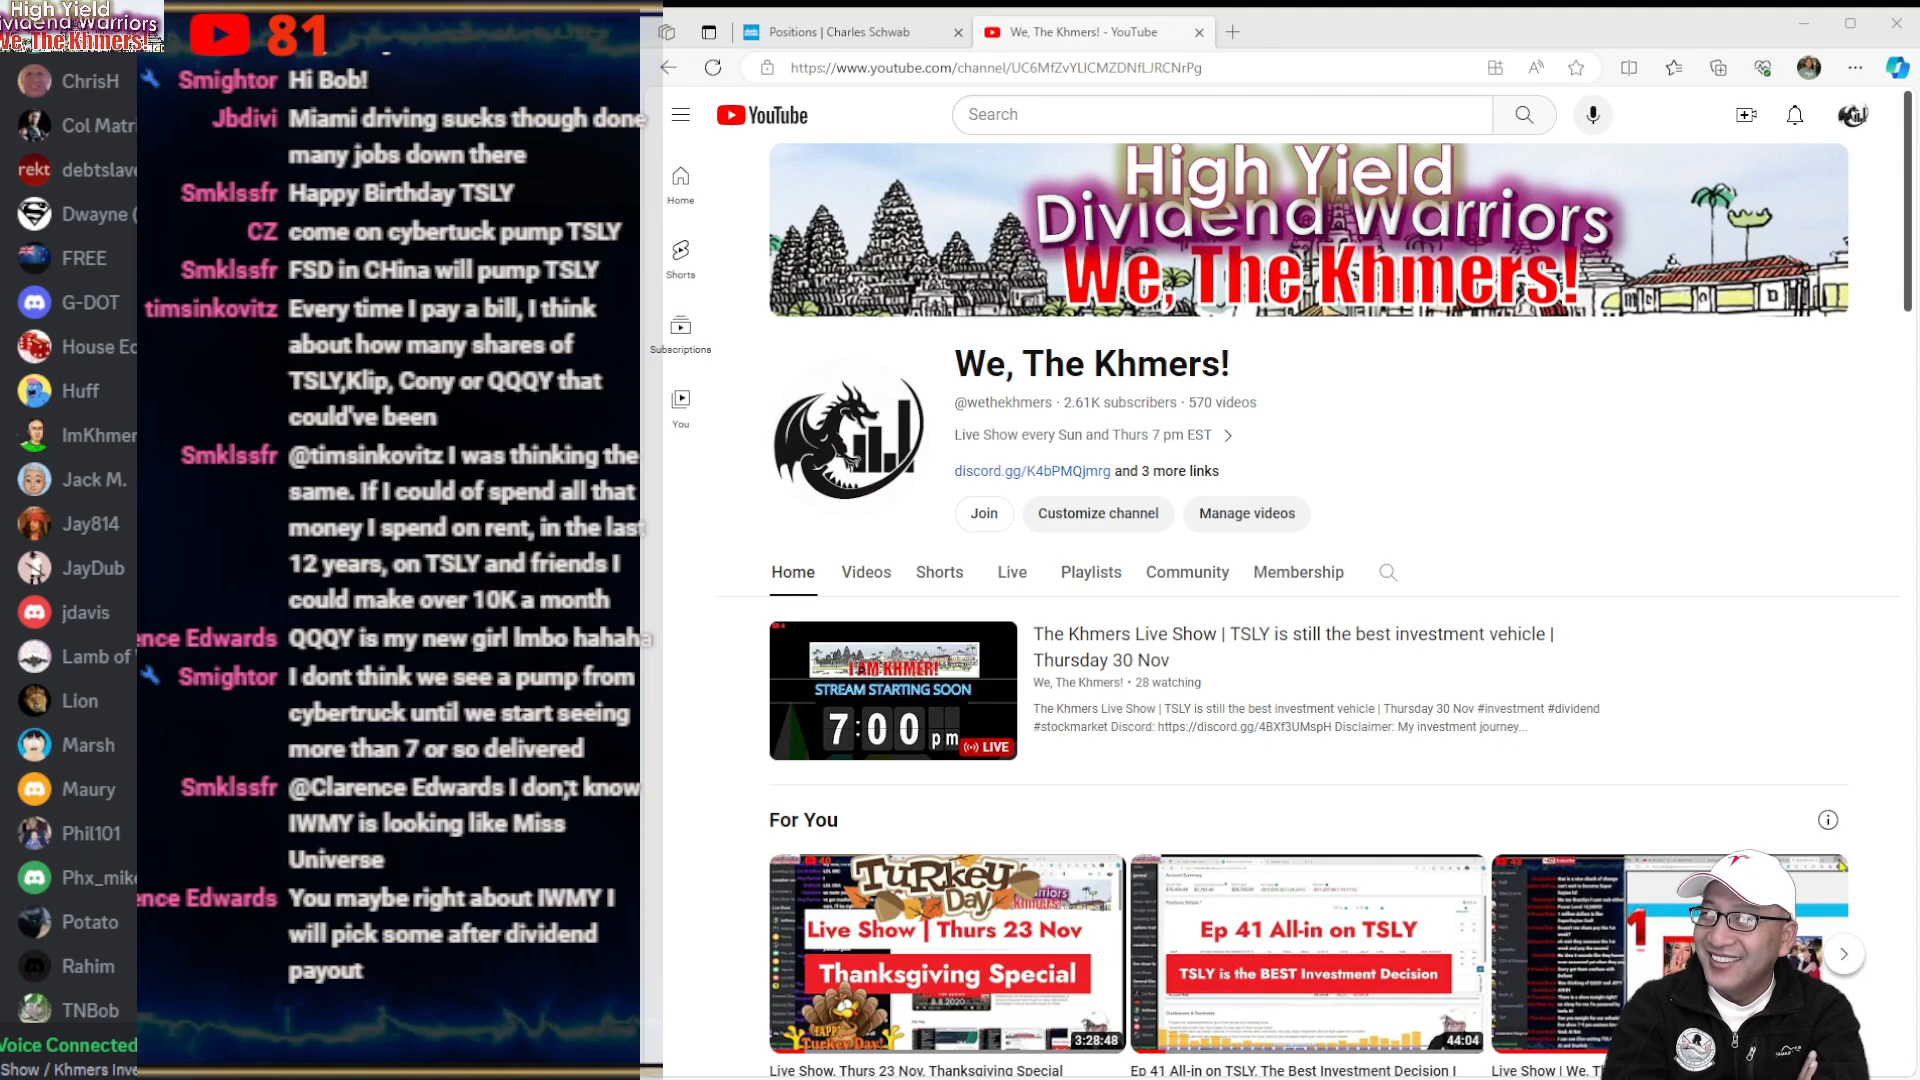 High Yield
Dividend Warriors
We, The Khmers!
ChrisH
Col Matri
rekt
debtslave
Dwayne (
FREE
G-DOT
House Ec
Huff
ImKhmer
Jack M.
Jay814
JayDub
jdavis
Lamb of
Lion
Marsh
Maury
Phil101
Phx_mike
Potato
Rahim
TNBob
Voice Connected
Show / Khmers Inve
81
Smightor Hi Bob!
Jbdivi Miami driving sucks though done
many jobs down there
Smklssfr Happy Birthday TSLY
CZ come on cybertuck pump TSLY
Smklssfr FSD in CHina will pump TSLY
timsinkovitz Every time I pay a bill, I think
about how many shares of
TSLY,Klip, Cony or QQQY that
could've been
Smklssfr @timsinkovitz I was thinking the
same. If I could of spend all that
money I spend on rent, in the last
12 years, on TSLY and friends I
could make over 10K a month
ence Edwards QQQY is my new girl lmbo hahaha
Smightor I dont think we see a pump from
cybertruck until we start seeing
more than 7 or so delivered
Smklssfr @Clarence Edwards I don;t know
IWMY is looking like Miss
Universe
ence Edwards You maybe right about IWMY I
will pick some after dividend
payout
Positions | Charles Schwab
We, The Khmers! - YouTube
https://www.youtube.com/channel/UC6MfZvYLlCMZDNfLJRCNrPg
YouTube
Search
Home
Shorts
Subscriptions
You
High Yield
Dividend Warriors
We, The Khmers!
We, The Khmers!
@wethekhmers · 2.61K subscribers · 570 videos
Live Show every Sun and Thurs 7 pm EST
discord.gg/K4bPMQjmrg and 3 more links
Join
Customize channel
Manage videos
Home
Videos
Shorts
Live
Playlists
Community
Membership
I AM KHMER!
STREAM STARTING SOON
7:00 pm
LIVE
The Khmers Live Show | TSLY is still the best investment vehicle |
Thursday 30 Nov
We, The Khmers! • 28 watching
The Khmers Live Show | TSLY is still the best investment vehicle | Thursday 30 Nov #investment #dividend
#stockmarket Discord: https://discord.gg/4BXf3UMspH Disclaimer: My investment journey...
For You
Turkey
Day
Live Show | Thurs 23 Nov
Thanksgiving Special
HAPPY
Turkey Day!
3:28:48
Ep 41 All-in on TSLY
TSLY is the BEST Investment Decision
44:04
Live Show, Thurs 23 Nov, Thanksgiving Special
Ep 41 All-in on TSLY, The Best Investment Decision I
Live Show | We, Th